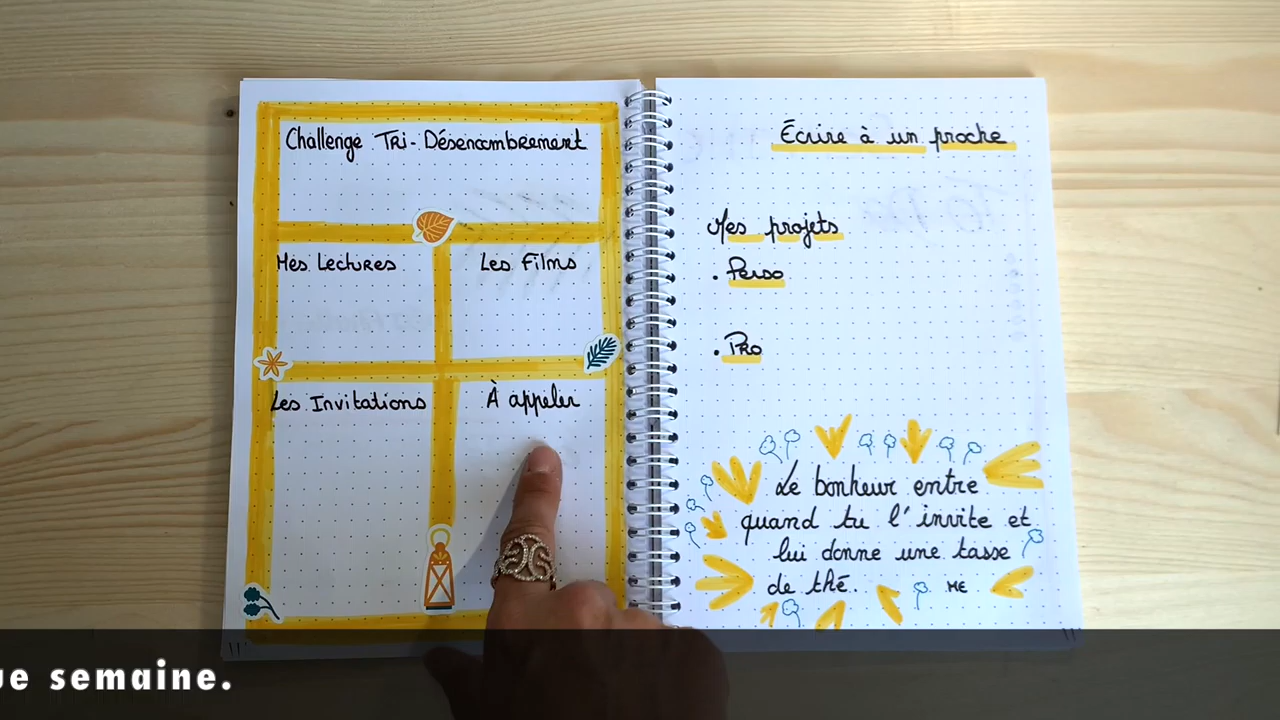 Challenge Tri-Désencombrement
Mes Lectures
Les Films
Les Invitations
À appeler
Écrire à un proche
Mes projets
• Perso
• Pro
Le bonheur entre
quand tu l'invite et
lui donne une tasse
de thé.
ME
ue semaine.